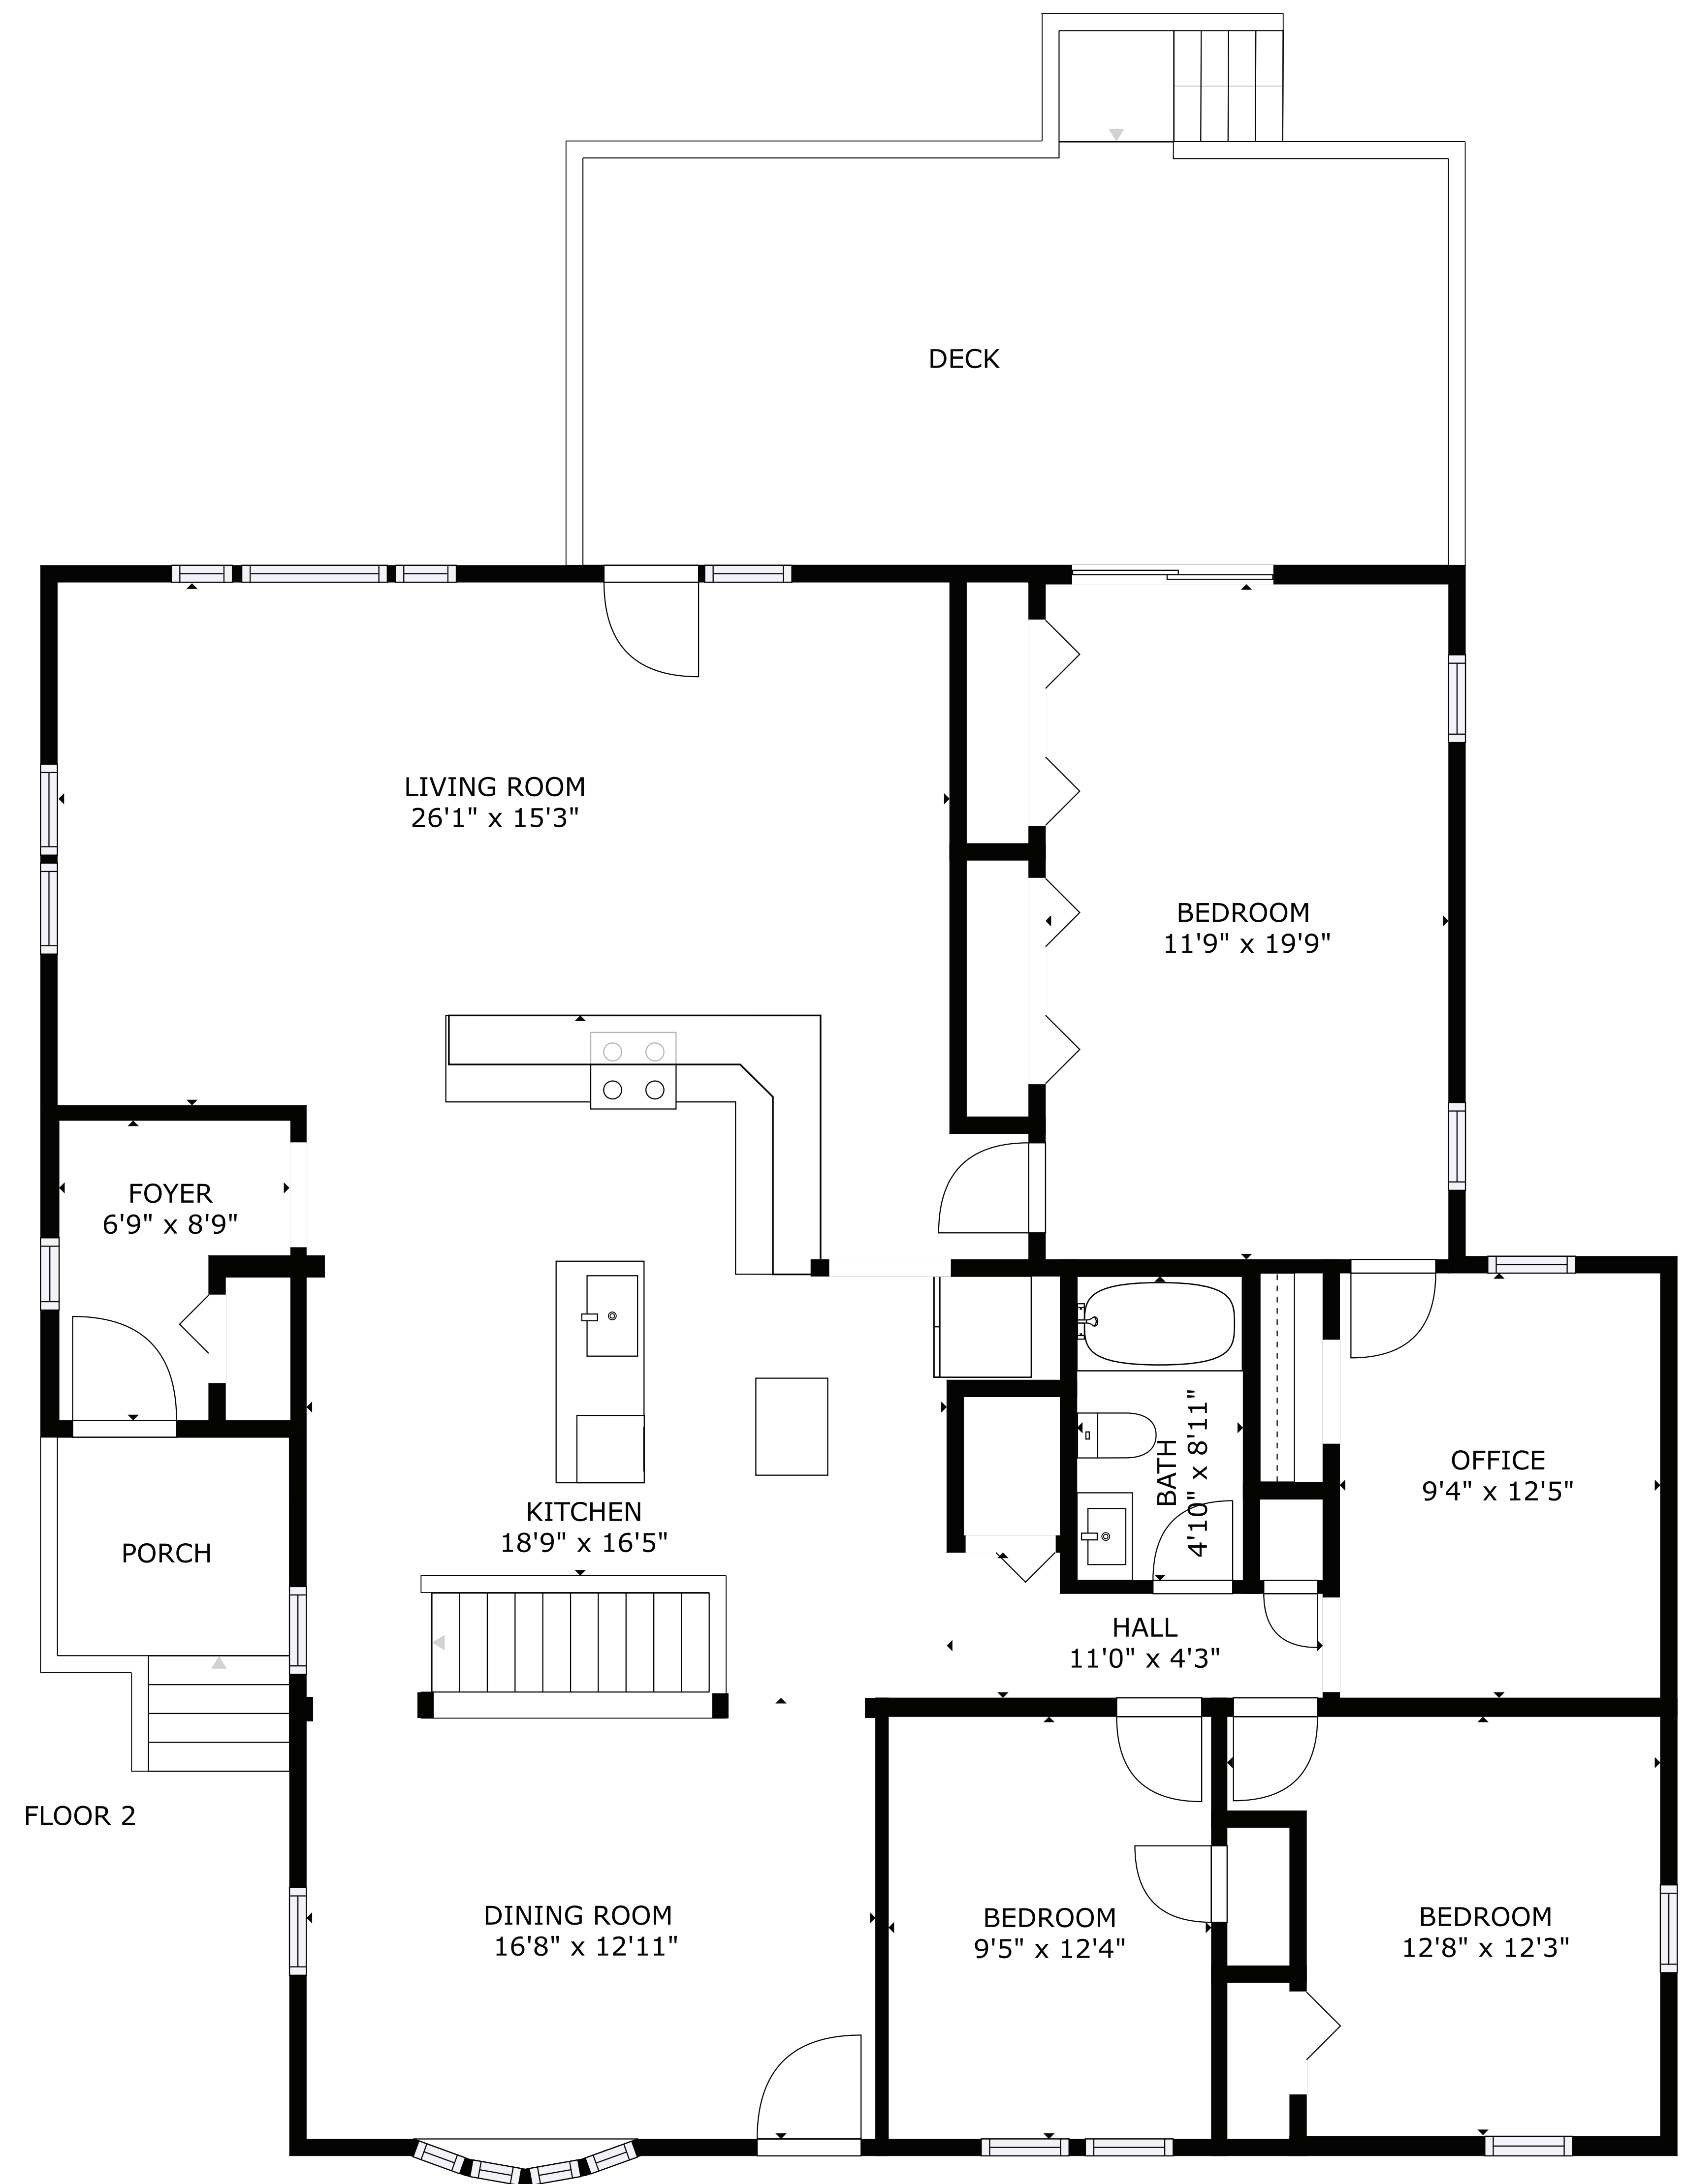 DECK
LIVING ROOM
26'1" x 15'3"
BEDROOM
11'9" x 19'9"
FOYER
6'9" x 8'9"
BATH
4'10" x 8'11"
OFFICE
9'4" x 12'5"
KITCHEN
18'9" x 16'5"
PORCH
HALL
11'0" x 4'3"
FLOOR 2
DINING ROOM
16'8" x 12'11"
BEDROOM
9'5" x 12'4"
BEDROOM
12'8" x 12'3"